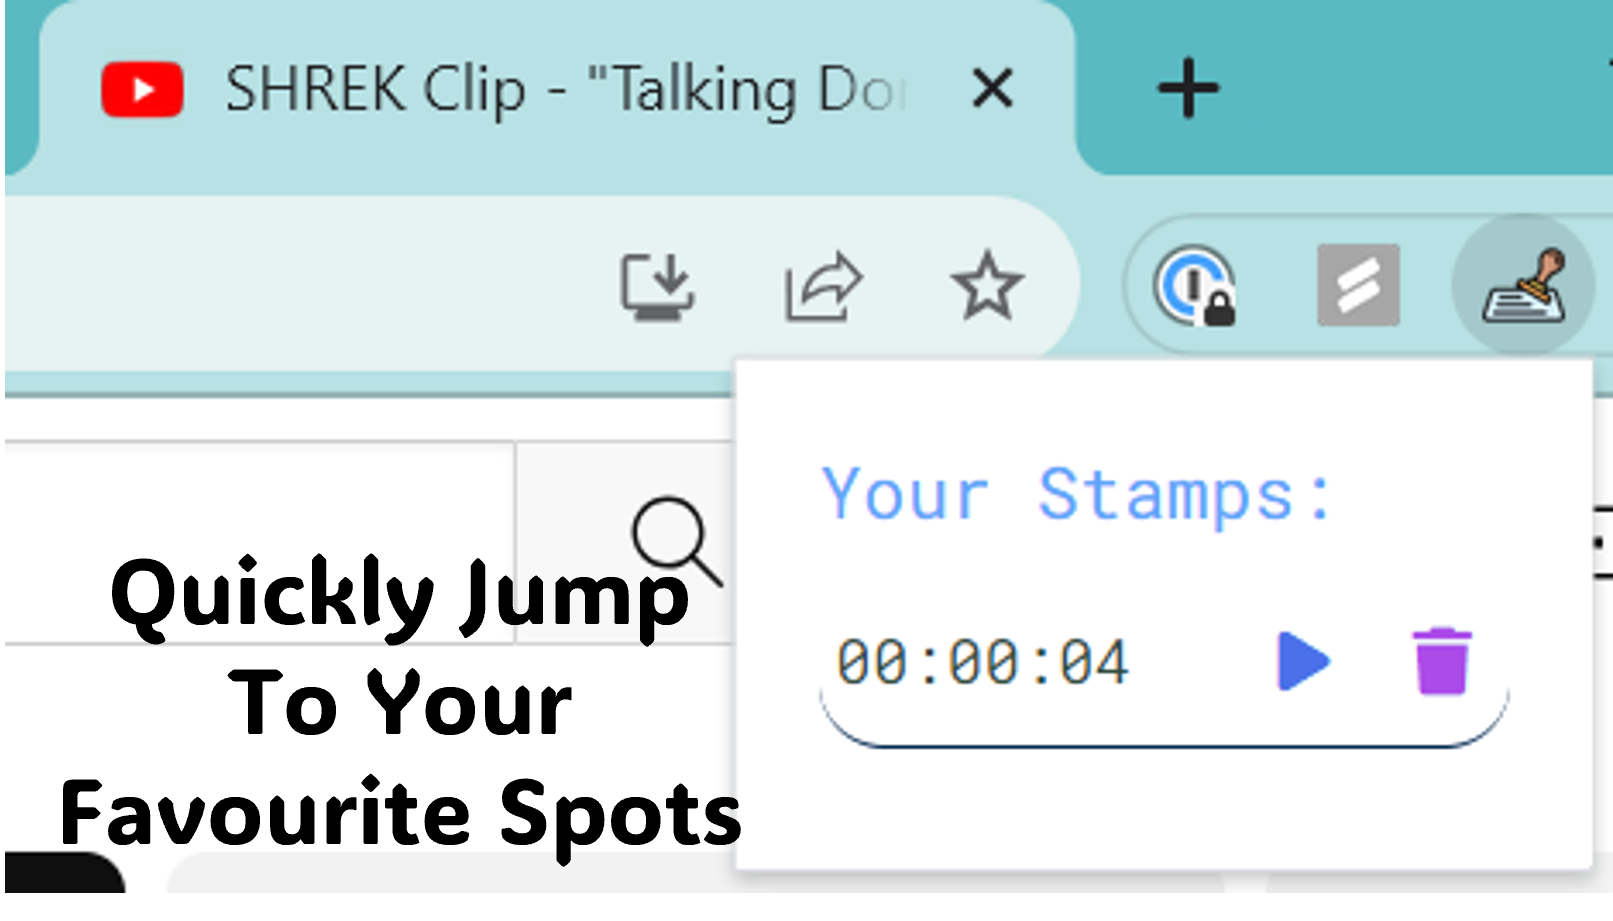 SHREK Clip - "Talking Do
Your Stamps:
00:00:04
Quickly Jump
To Your
Favourite Spots